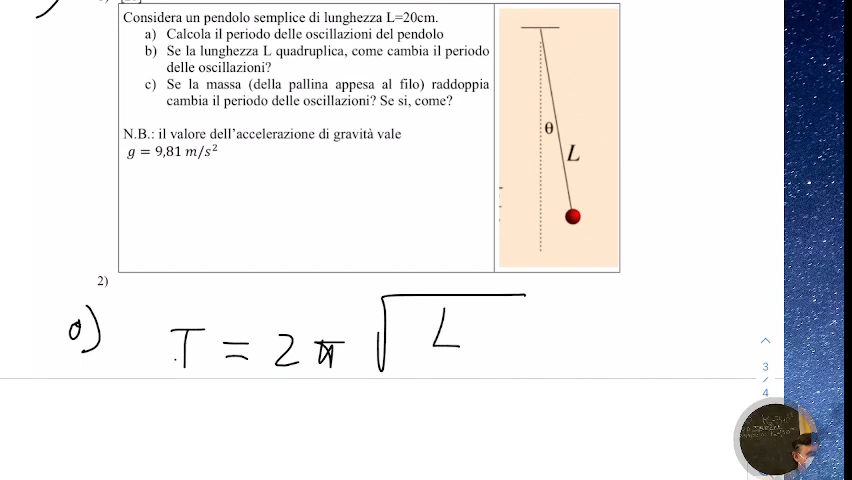 Considera un pendolo semplice di lunghezza L=20cm.
a) Calcola il periodo delle oscillazioni del pendolo
b) Se la lunghezza L quadruplica, come cambia il periodo
delle oscillazioni?
c) Se la massa (della pallina appesa al filo) raddoppia
cambia il periodo delle oscillazioni? Se si, come?
N.B.: il valore dell'accelerazione di gravità vale
g = 9,81 m/s²
θ
L
2)
a) T = 2 π √ L
3
/
4